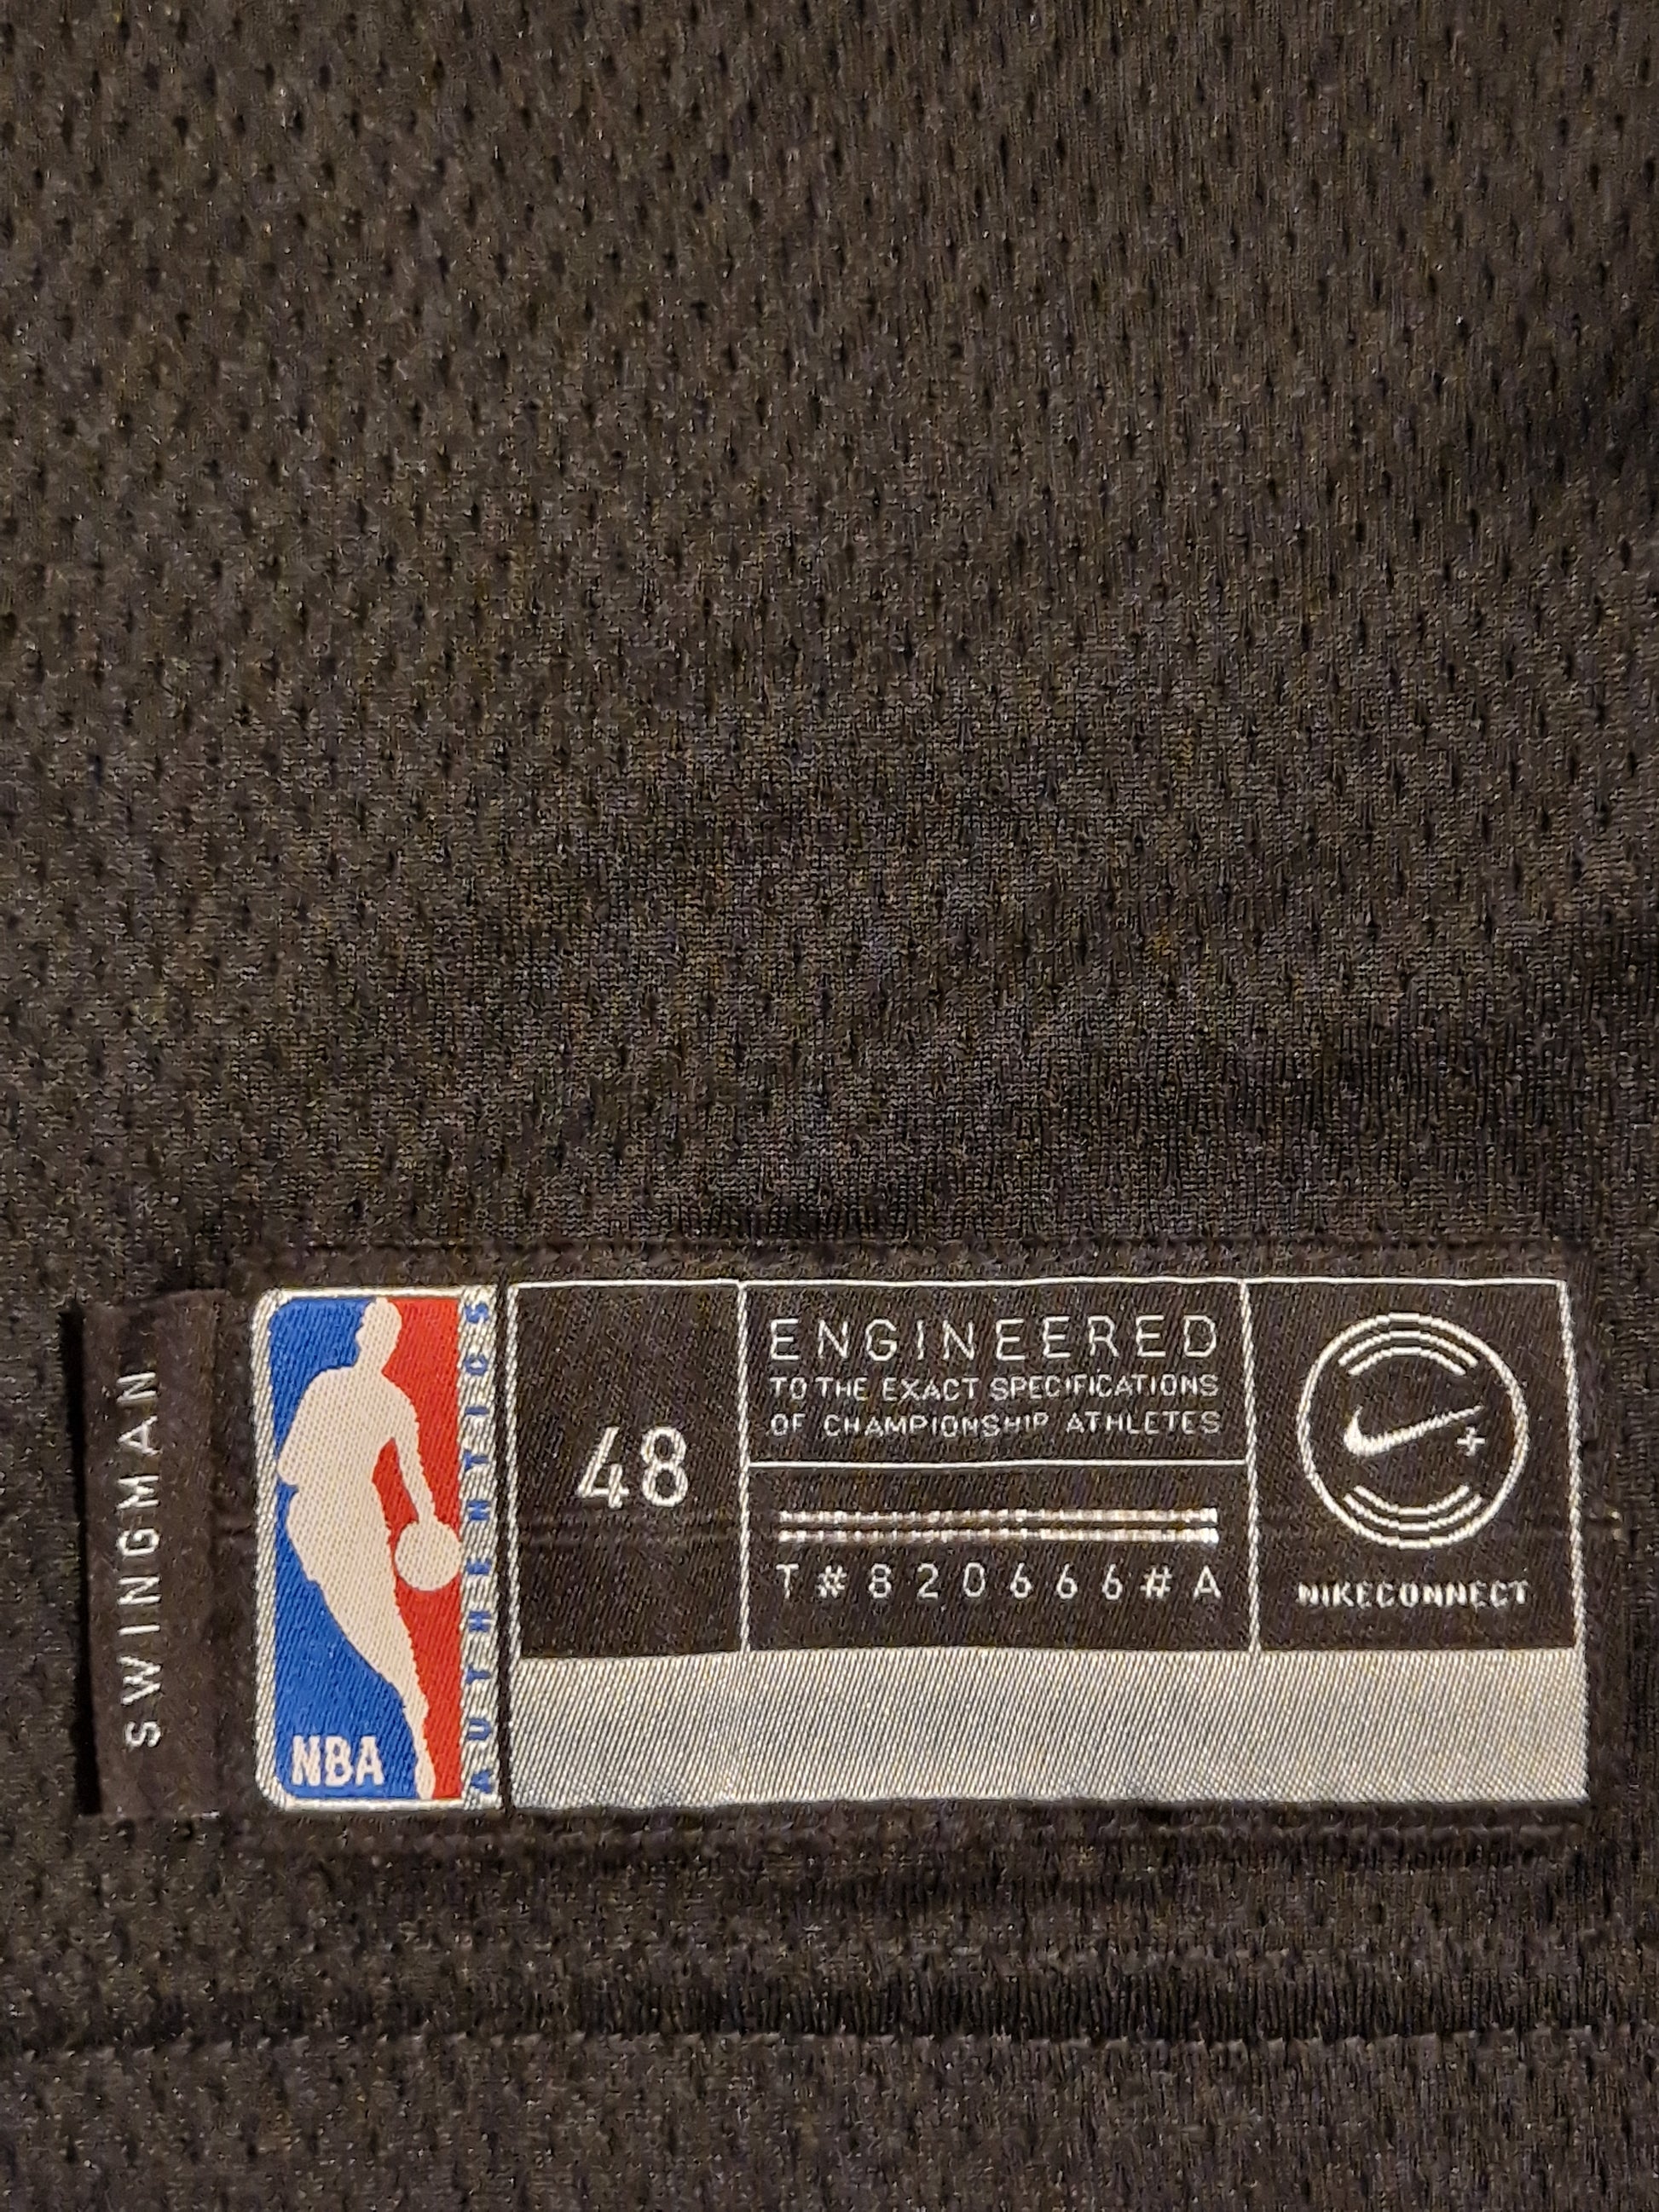 SWINGMAN
NBA
AUTHENTICS
48
ENGINEERED
TO THE EXACT SPECIFICATIONS
OF CHAMPIONSHIP ATHLETES
T#820666#A
NIKECONNECT